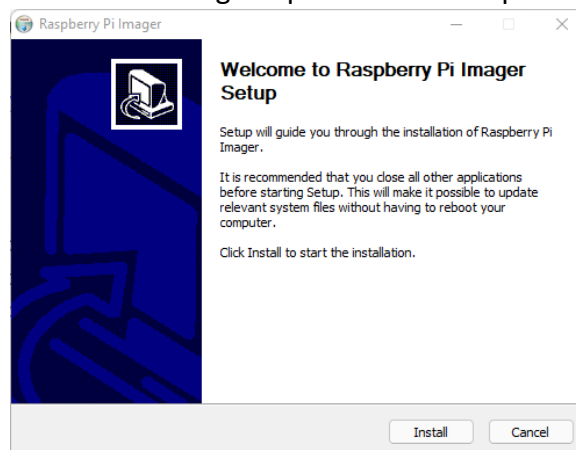 Raspberry Pi Imager
Welcome to Raspberry Pi Imager
Setup
Setup will guide you through the installation of Raspberry Pi
Imager.
It is recommended that you close all other applications
before starting Setup. This will make it possible to update
relevant system files without having to reboot your
computer.
Click Install to start the installation.
Install
Cancel